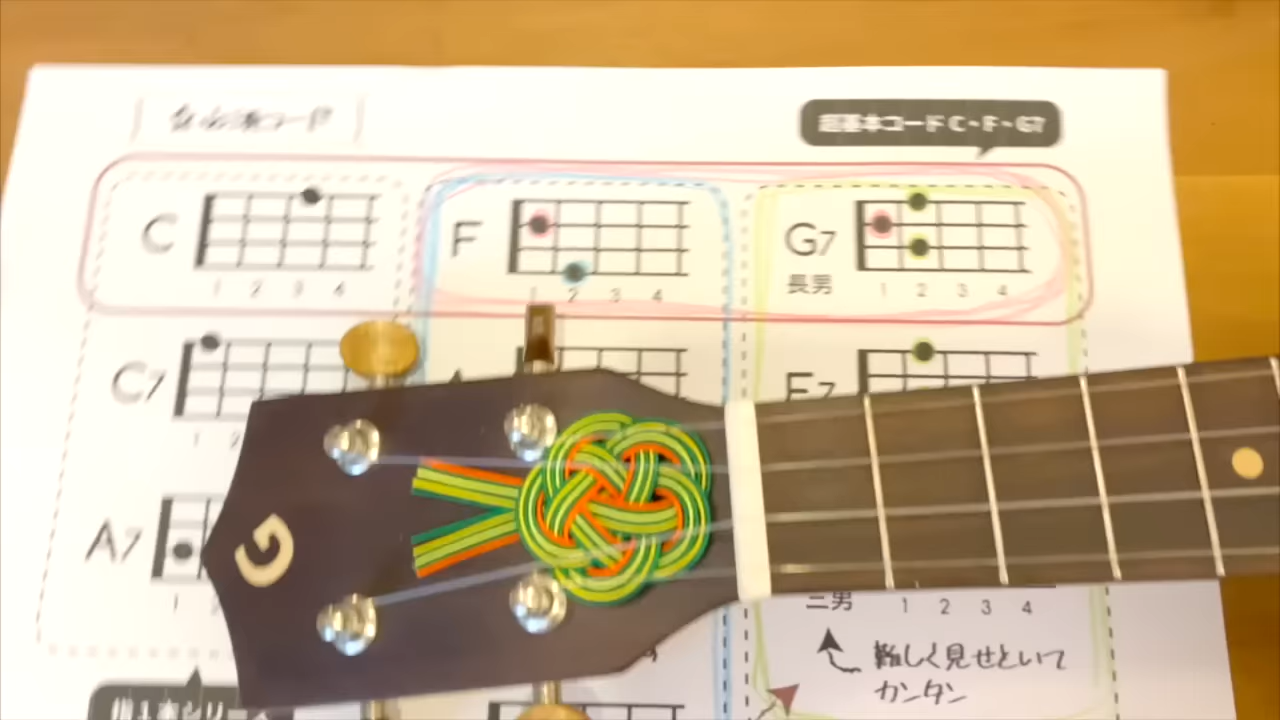 超基本コード C～F～G7
C
F
G7
長男
1 2 3 4
1 2 3 4
1 2 3 4
C7
E7
1
A7
1
三男
1 2 3 4
難しく見せといて
カンタン
G